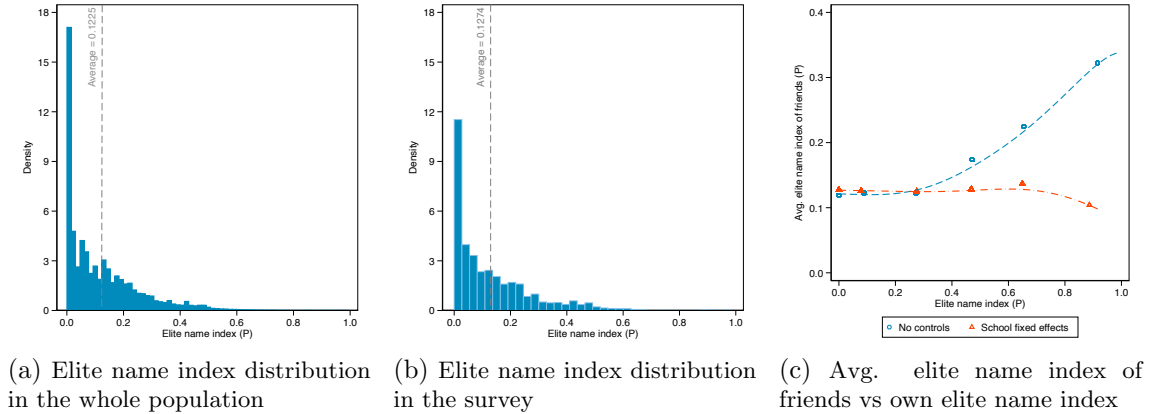 18
15
12
9
6
3
0
Density
Average = 0.1225
0.0 0.2 0.4 0.6 0.8 1.0
Elite name index (P)
(a) Elite name index distribution
in the whole population
18
15
12
9
6
3
0
Density
Average = 0.1274
0.0 0.2 0.4 0.6 0.8 1.0
Elite name index (P)
(b) Elite name index distribution
in the survey
0.4
0.3
0.2
0.1
0.0
Avg. elite name index of friends (P)
0.0 0.2 0.4 0.6 0.8 1.0
Elite name index (P)
No controls School fixed effects
(c) Avg. elite name index of
friends vs own elite name index